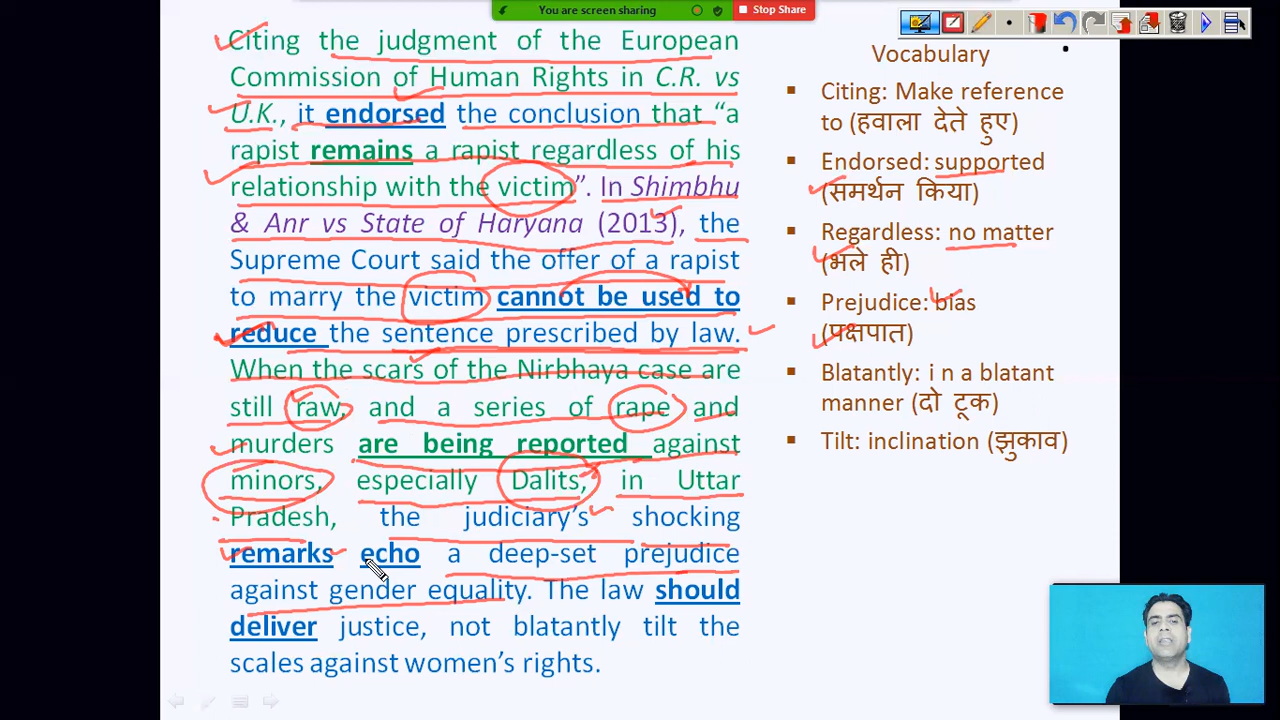 You are screen sharing
Stop Share
Citing the judgment of the European
Commission of Human Rights in C.R. vs
U.K., it endorsed the conclusion that “a
rapist remains a rapist regardless of his
relationship with the victim”. In Shimbhu
& Anr vs State of Haryana (2013), the
Supreme Court said the offer of a rapist
to marry the victim cannot be used to
reduce the sentence prescribed by law.
When the scars of the Nirbhaya case are
still raw, and a series of rape and
murders are being reported against
minors, especially Dalits, in Uttar
Pradesh, the judiciary’s shocking
remarks echo a deep-set prejudice
against gender equality. The law should
deliver justice, not blatantly tilt the
scales against women’s rights.
Vocabulary
▪ Citing: Make reference
to (हवाला देते हुए)
▪ Endorsed: supported
(समर्थन किया)
▪ Regardless: no matter
(भले ही)
▪ Prejudice: bias
(पक्षपात)
▪ Blatantly: i n a blatant
manner (दो टूक)
▪ Tilt: inclination (झुकाव)